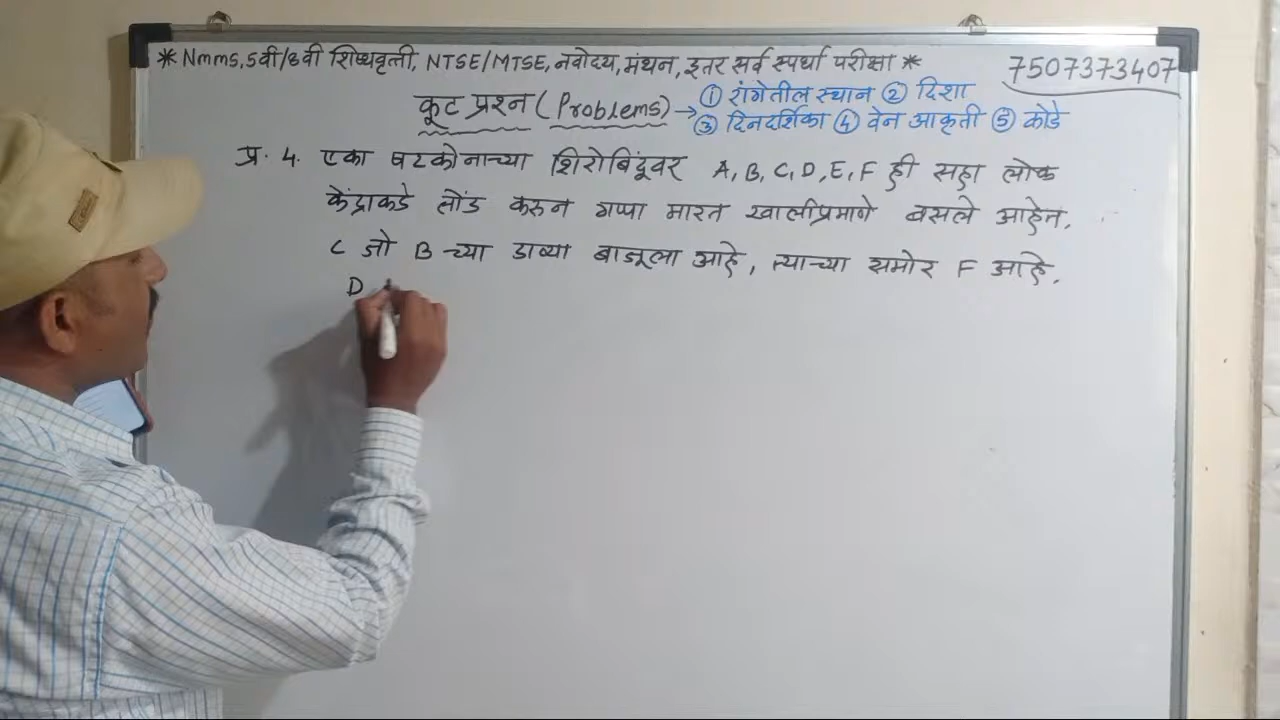 * Nmms, 5वी/8वी शिष्यवृत्ती, NTSE/MTSE, नवोदय, मंथन, इतर सर्व स्पर्धा परीक्षा *
7507373407
कूट प्रश्न (Problems) → ① रांगेतील स्थान ② दिशा
③ दिनदर्शिका ④ वेन आकृती ⑤ कोडे
प्र. 4. एका षटकोनाच्या शिरोबिंदूवर A, B, C, D, E, F ही सहा लोक
केंद्राकडे तोंड करुन गप्पा मारत खालीप्रमाणे बसले आहेत.
C जो B च्या डाव्या बाजूला आहे, त्याच्या समोर F आहे.
D